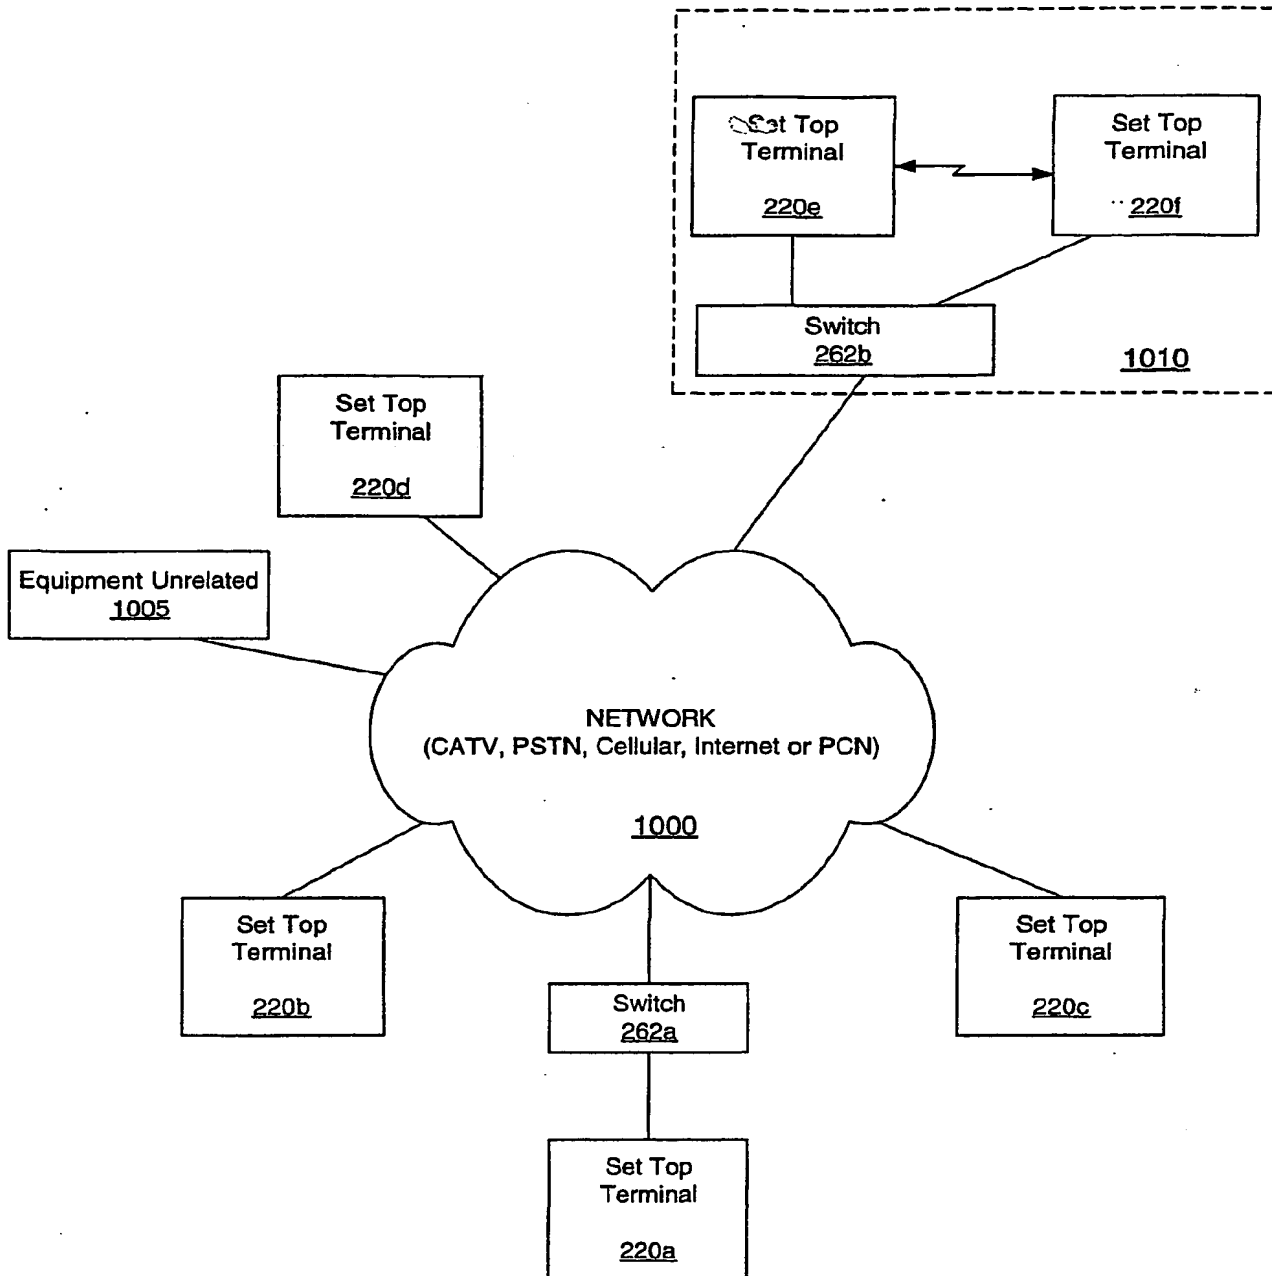 Set Top
Terminal
220e
Set Top
Terminal
220f
Switch
262b
1010
Set Top
Terminal
220d
Equipment Unrelated
1005
NETWORK
(CATV, PSTN, Cellular, Internet or PCN)
1000
Set Top
Terminal
220b
Switch
262a
Set Top
Terminal
220c
Set Top
Terminal
220a